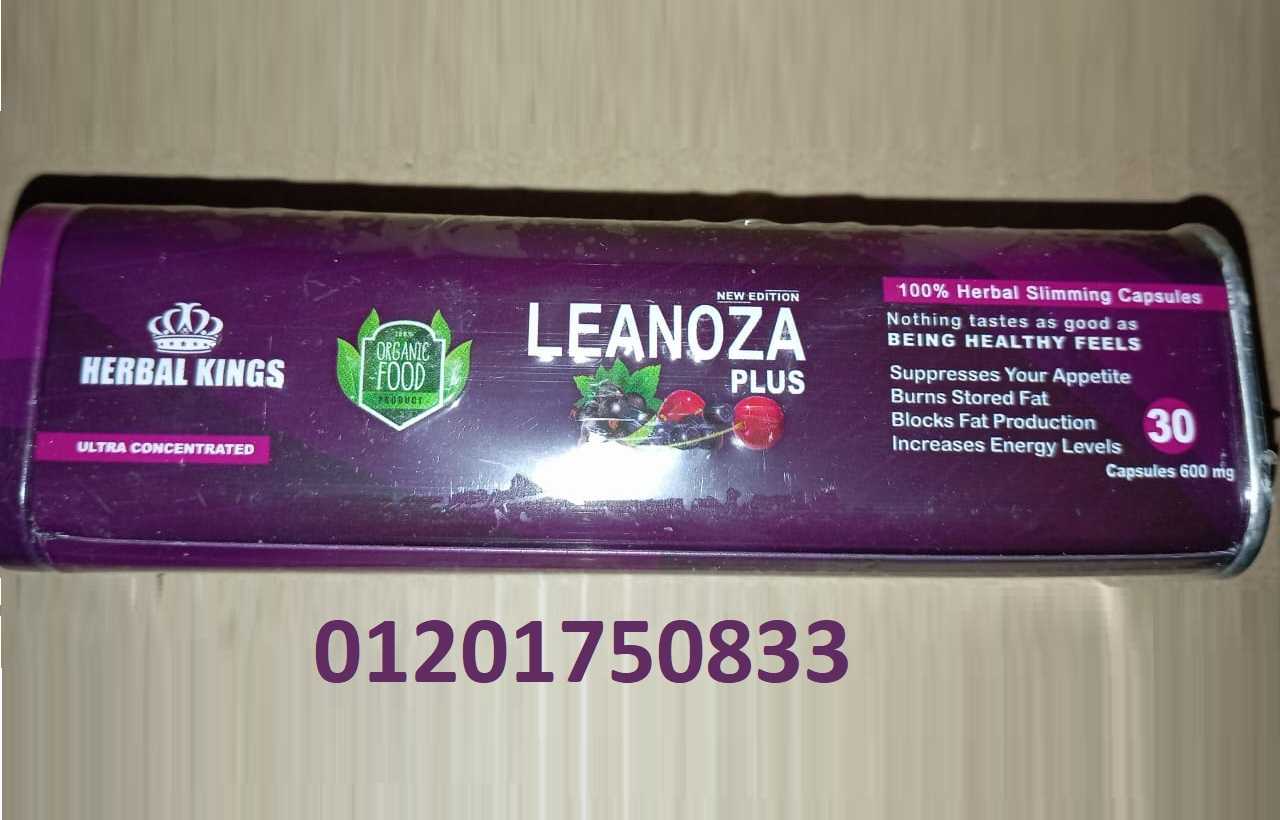 HERBAL KINGS
ULTRA CONCENTRATED
100%
ORGANIC
FOOD
PRODUCT
NEW EDITION
LEANOZA
PLUS
100% Herbal Slimming Capsules
Nothing tastes as good as
BEING HEALTHY FEELS
Suppresses Your Appetite
Burns Stored Fat
Blocks Fat Production
Increases Energy Levels
30
Capsules 600 mg
01201750833